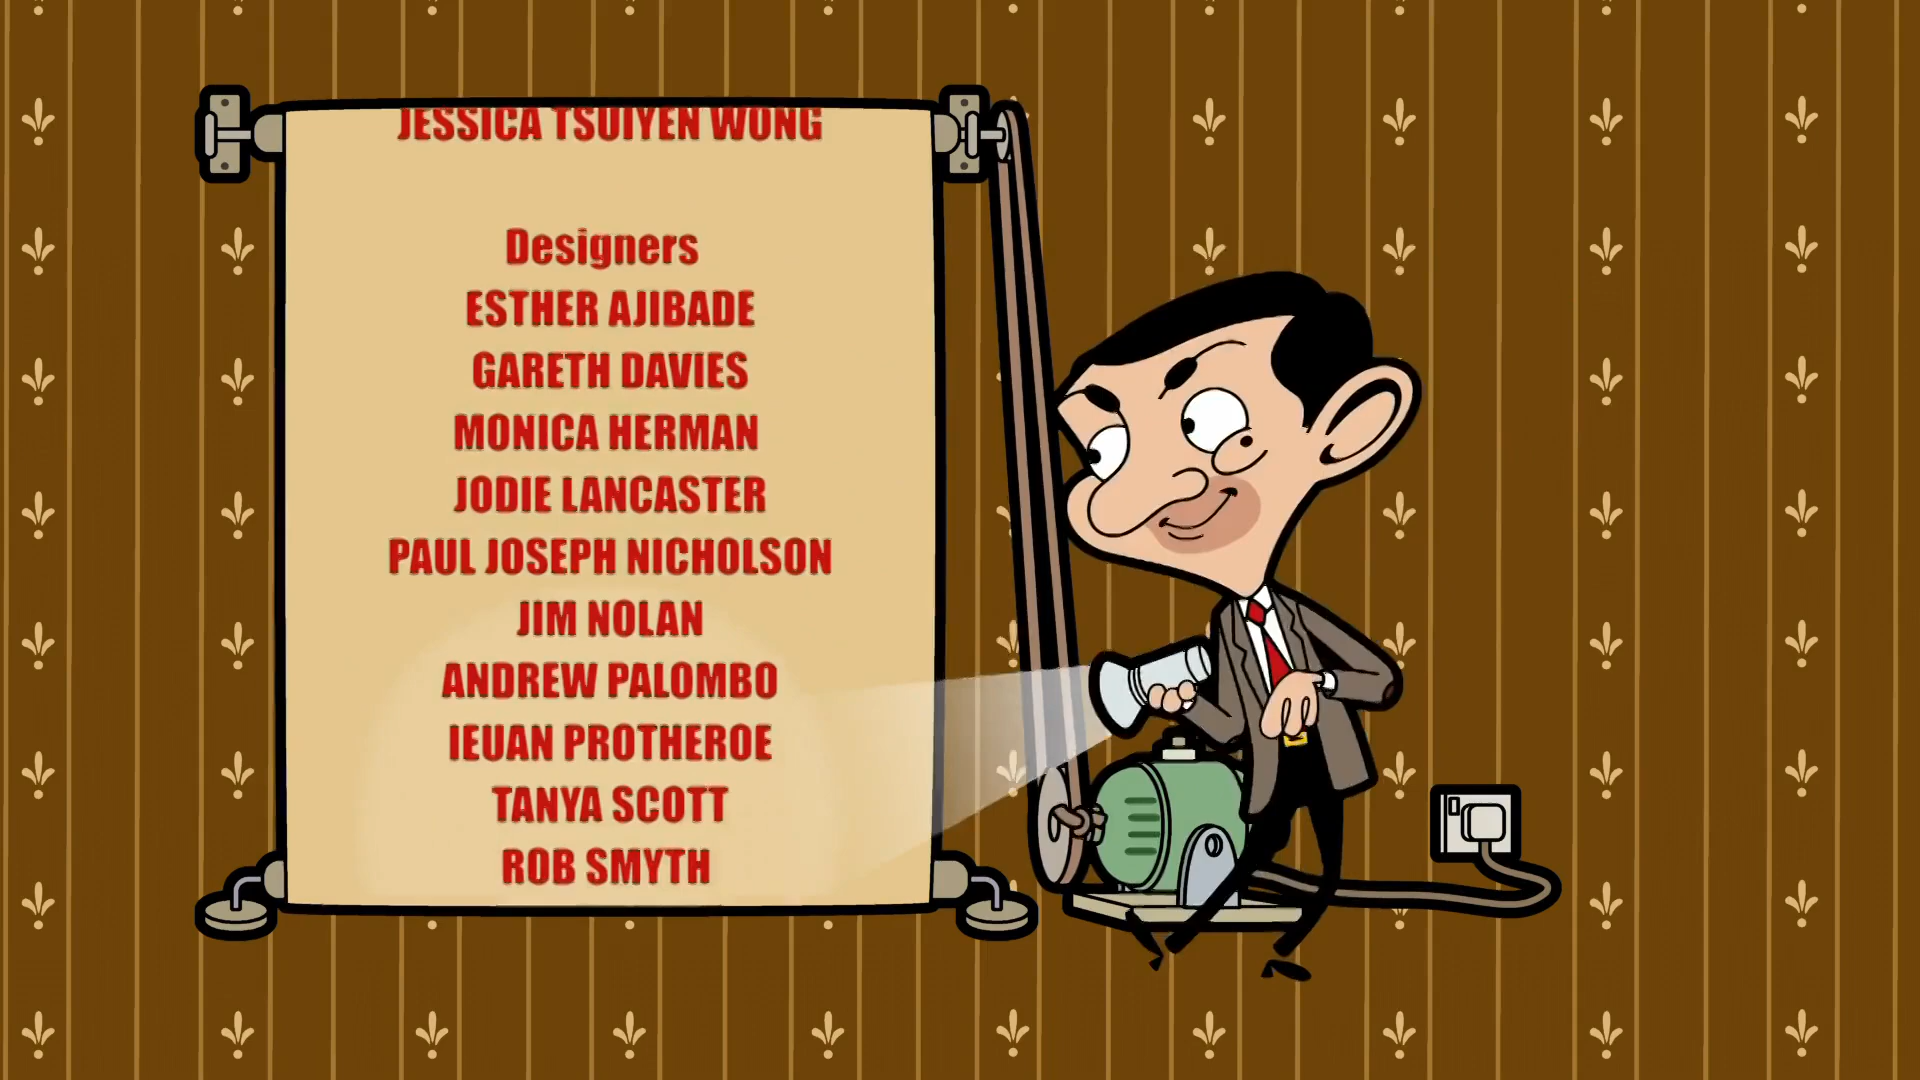 JESSICA TSUIYEN WONG
Designers
ESTHER AJIBADE
GARETH DAVIES
MONICA HERMAN
JODIE LANCASTER
PAUL JOSEPH NICHOLSON
JIM NOLAN
ANDREW PALOMBO
IEUAN PROTHEROE
TANYA SCOTT
ROB SMYTH